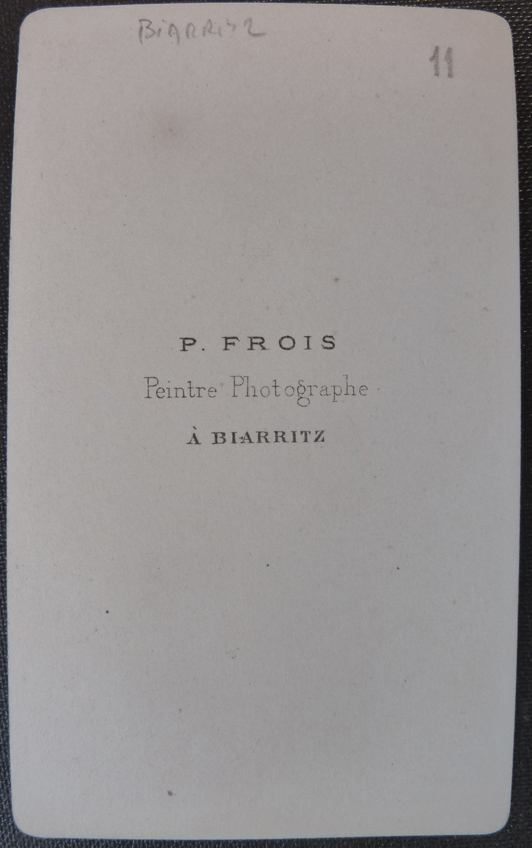 Biarritz
11
P. FROIS
Peintre Photographe
À BIARRITZ